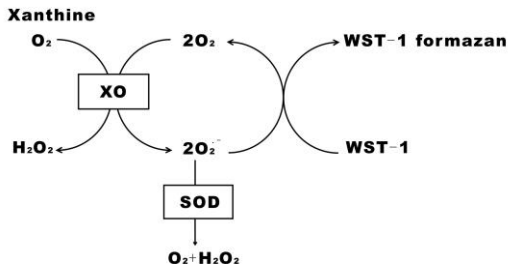 Xanthine
O₂ 2O₂ WST-1 formazan
XO
H₂O₂ 2O₂·⁻ WST-1
SOD
O₂+H₂O₂